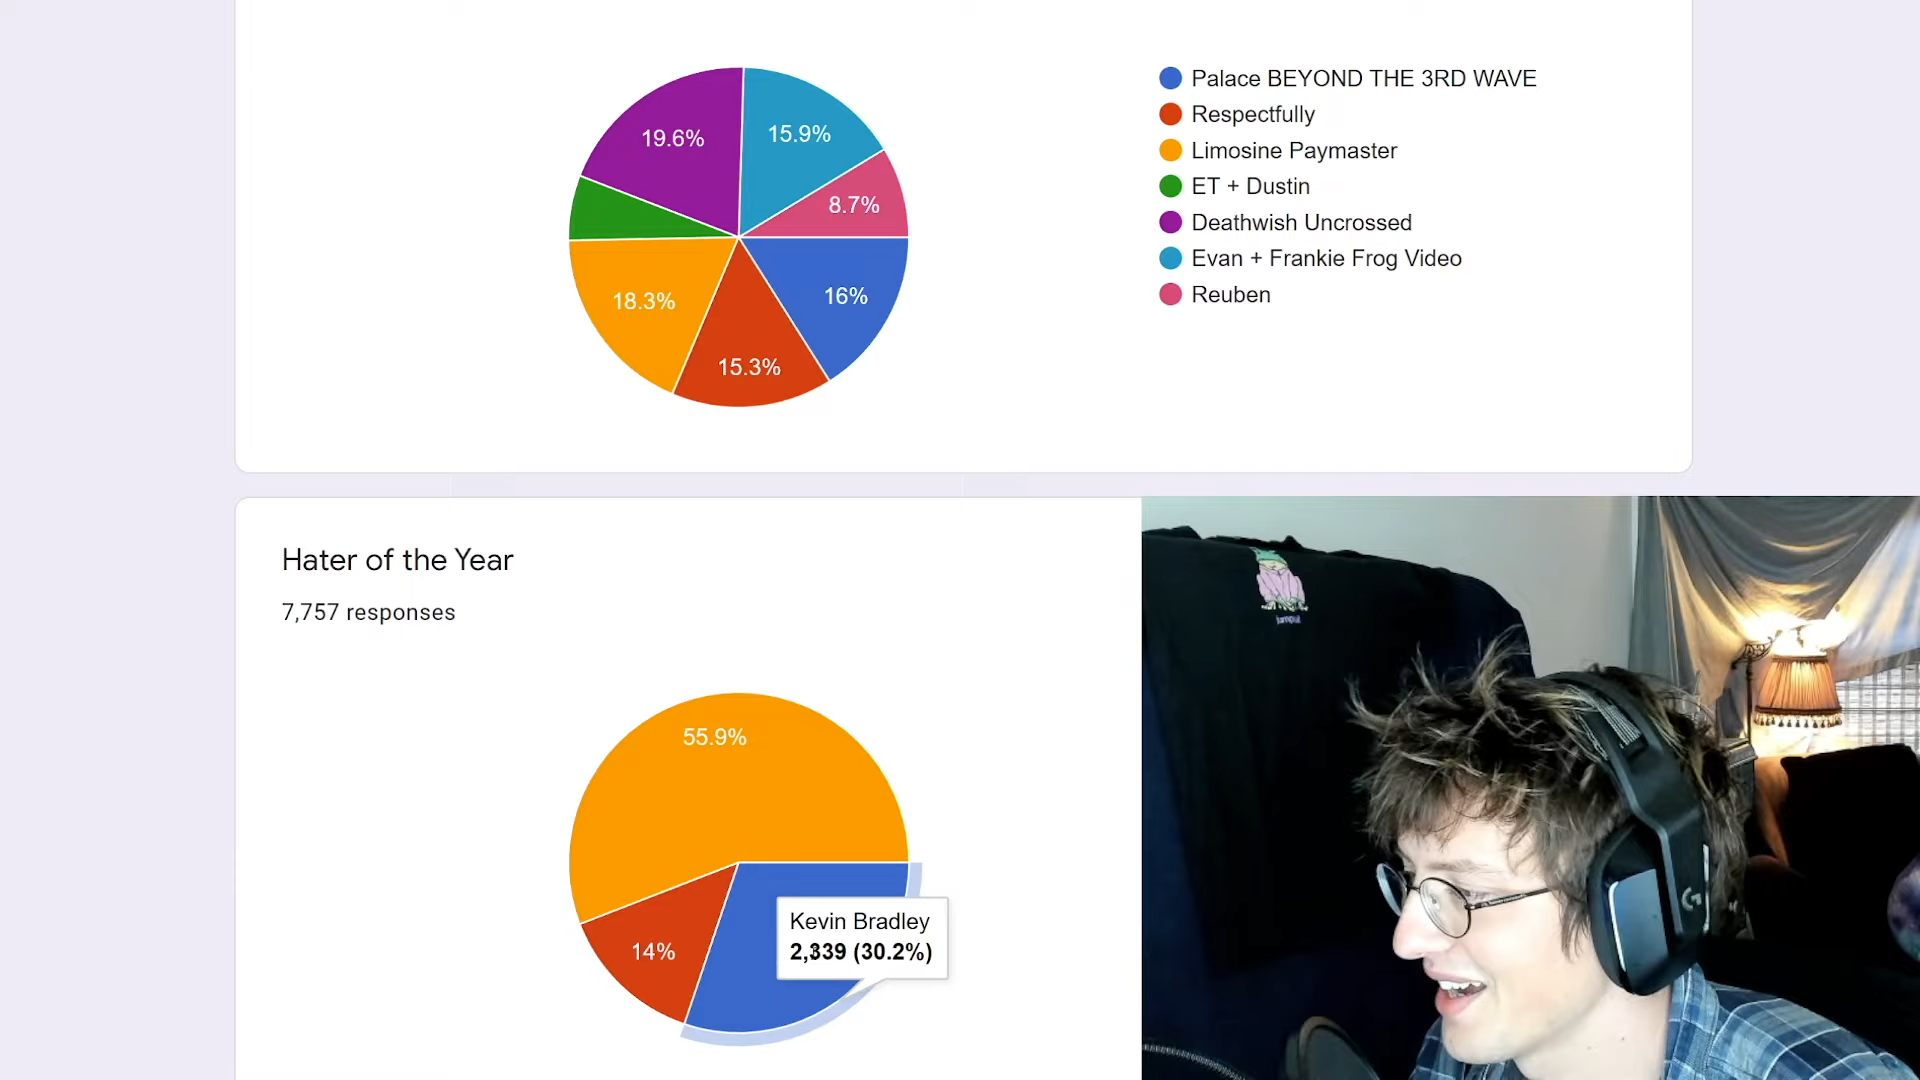 19.6%
15.9%
8.7%
18.3%
16%
15.3%
Palace BEYOND THE 3RD WAVE
Respectfully
Limosine Paymaster
ET + Dustin
Deathwish Uncrossed
Evan + Frankie Frog Video
Reuben
Hater of the Year
7,757 responses
55.9%
14%
Kevin Bradley
2,339 (30.2%)
G